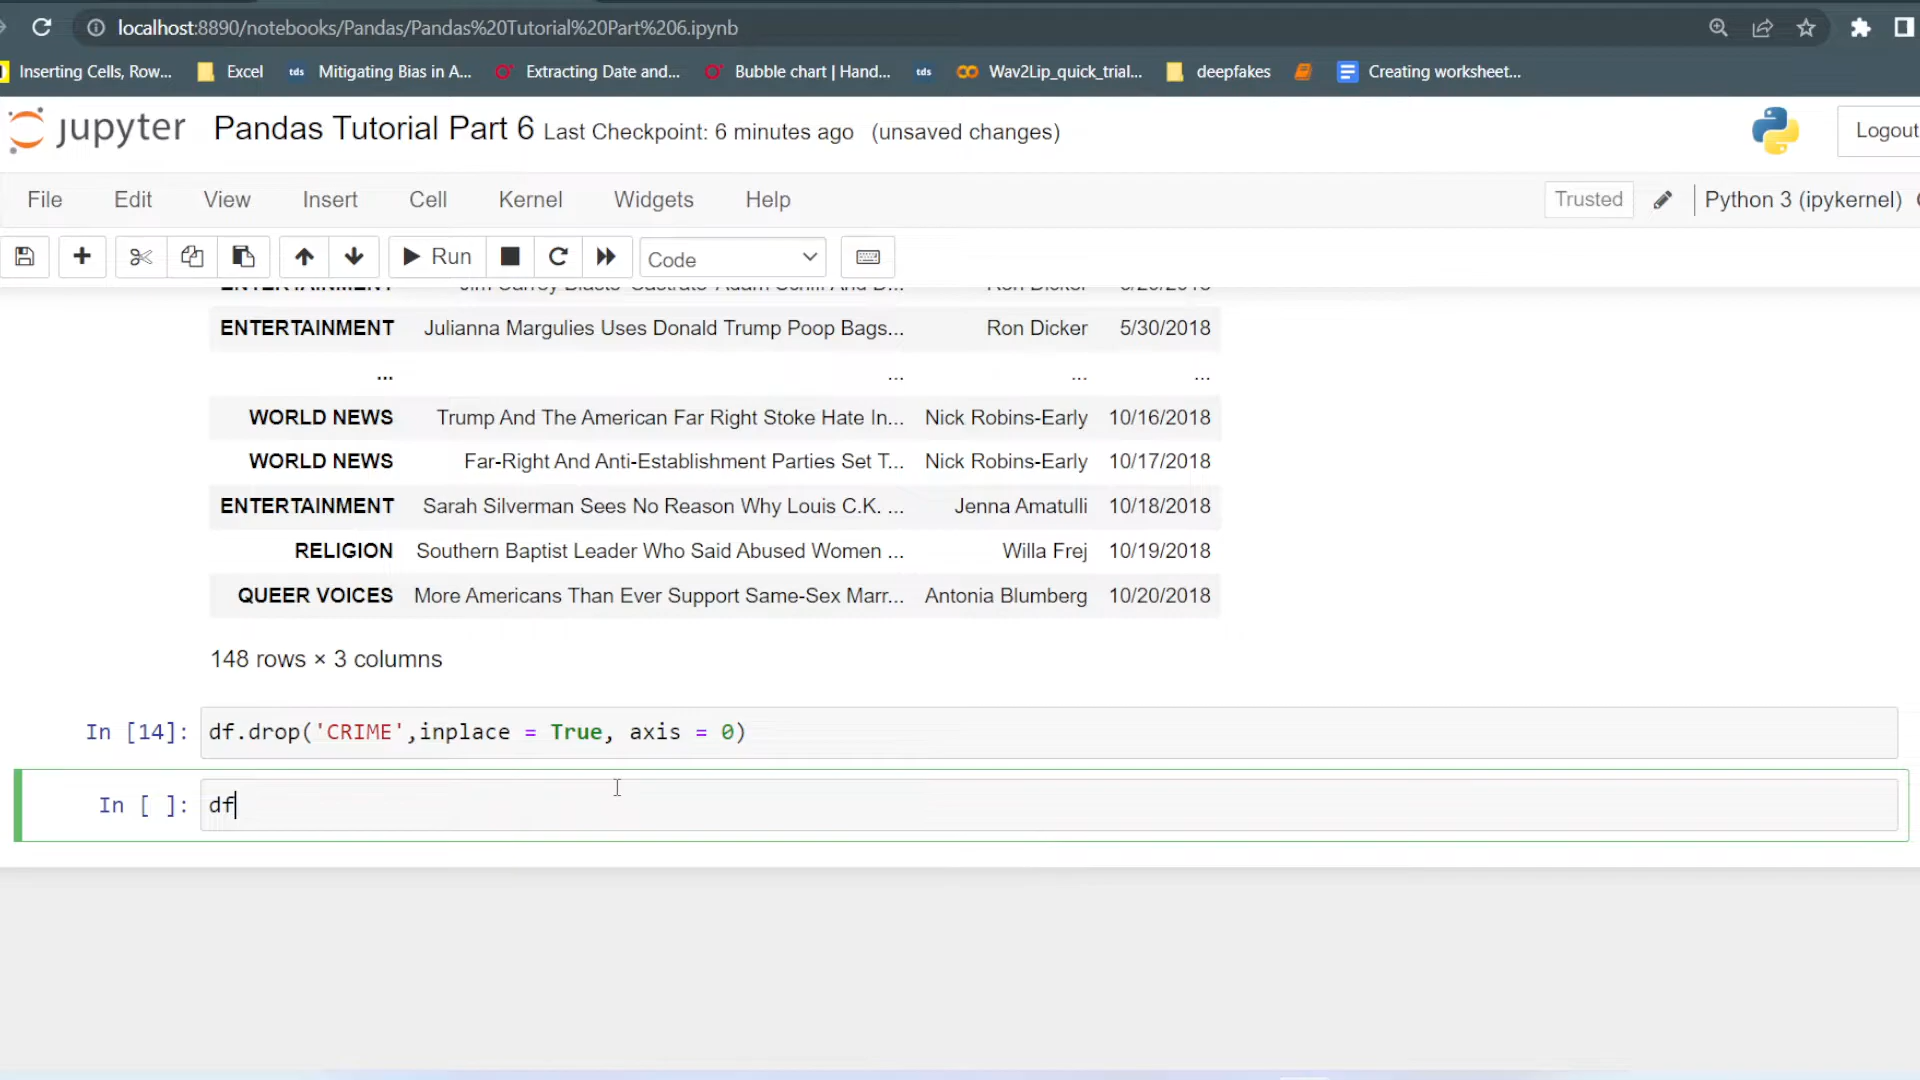 localhost:8890/notebooks/Pandas/Pandas%20Tutorial%20Part%206.ipynb
Inserting Cells, Row... Excel tds Mitigating Bias in A... Extracting Date and... Bubble chart | Hand... tds Wav2Lip_quick_trial... deepfakes Creating worksheet...
jupyter Pandas Tutorial Part 6 Last Checkpoint: 6 minutes ago (unsaved changes) Logout
File Edit View Insert Cell Kernel Widgets Help Trusted Python 3 (ipykernel)
Run Code
ENTERTAINMENT Julianna Margulies Uses Donald Trump Poop Bags... Ron Dicker 5/30/2018
... ... ... ...
WORLD NEWS Trump And The American Far Right Stoke Hate In... Nick Robins-Early 10/16/2018
WORLD NEWS Far-Right And Anti-Establishment Parties Set T... Nick Robins-Early 10/17/2018
ENTERTAINMENT Sarah Silverman Sees No Reason Why Louis C.K. ... Jenna Amatulli 10/18/2018
RELIGION Southern Baptist Leader Who Said Abused Women ... Willa Frej 10/19/2018
QUEER VOICES More Americans Than Ever Support Same-Sex Marr... Antonia Blumberg 10/20/2018
148 rows × 3 columns
In [14]: df.drop('CRIME',inplace = True, axis = 0)
In [ ]: df